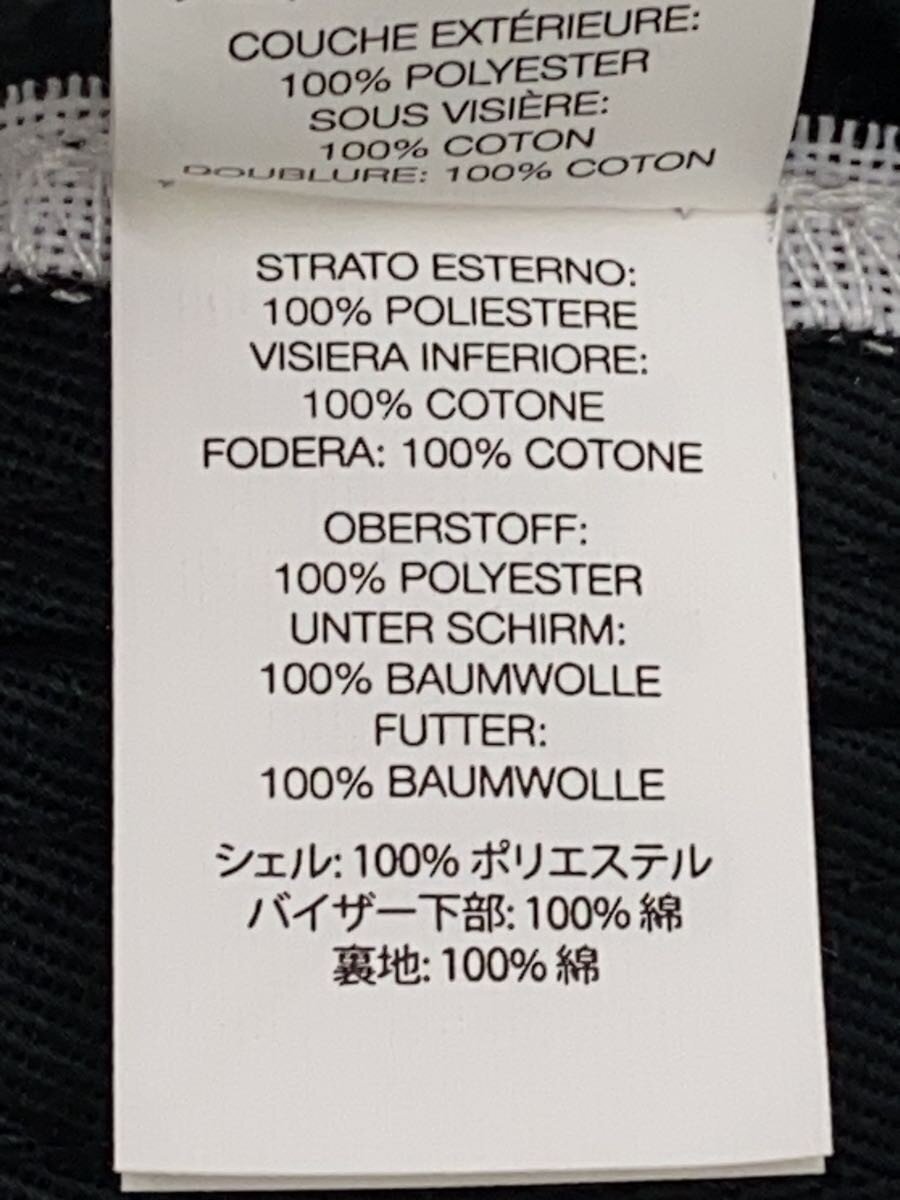 COUCHE EXTÉRIEURE:
100% POLYESTER
SOUS VISIÈRE:
100% COTON
DOUBLURE: 100% COTON
STRATO ESTERNO:
100% POLIESTERE
VISIERA INFERIORE:
100% COTONE
FODERA: 100% COTONE
OBERSTOFF:
100% POLYESTER
UNTER SCHIRM:
100% BAUMWOLLE
FUTTER:
100% BAUMWOLLE
シェル: 100% ポリエステル
バイザー下部: 100% 綿
裏地: 100% 綿